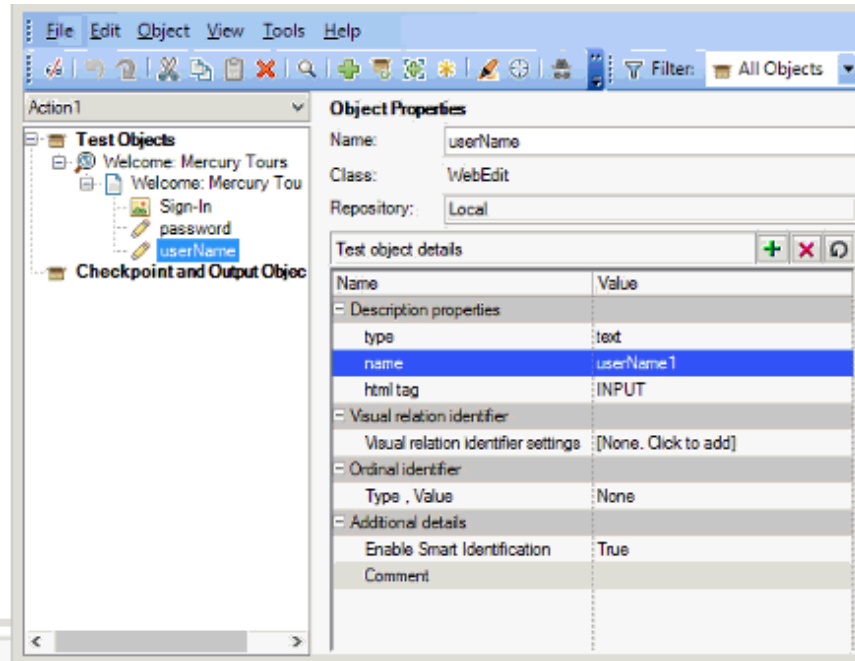 File Edit Object View Tools Help
Filter: All Objects
Action1
Object Properties
Test Objects
Name: userName
Welcome: Mercury Tours
Class: WebEdit
Welcome: Mercury Tou
Sign-In
Repository: Local
password
userName
Test object details
Checkpoint and Output Objec
Name Value
Description properties
type text
name userName1
html tag INPUT
Visual relation identifier
Visual relation identifier settings [None. Click to add]
Ordinal identifier
Type , Value None
Additional details
Enable Smart Identification True
Comment